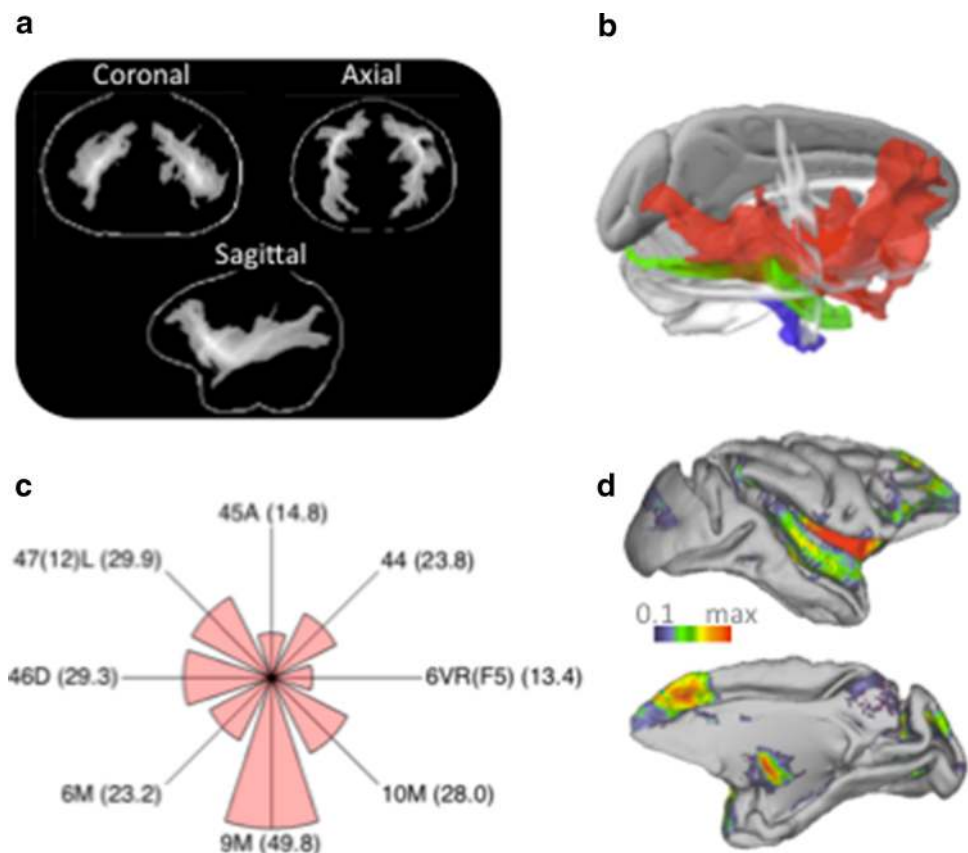 a
b
Coronal
Axial
Sagittal
c
d
45A (14.8)
47(12)L (29.9)
44 (23.8)
46D (29.3)
6VR(F5) (13.4)
6M (23.2)
10M (28.0)
9M (49.8)
0.1 max